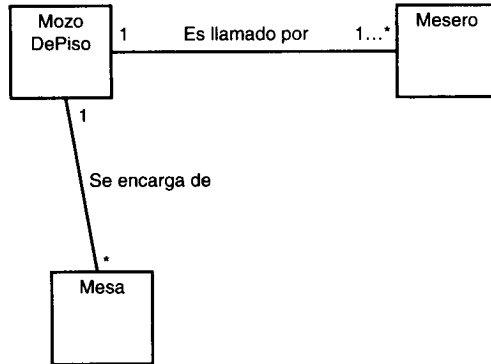 Mozo
DePiso
1
Es llamado por
1...*
Mesero
1
Se encarga de
*
Mesa